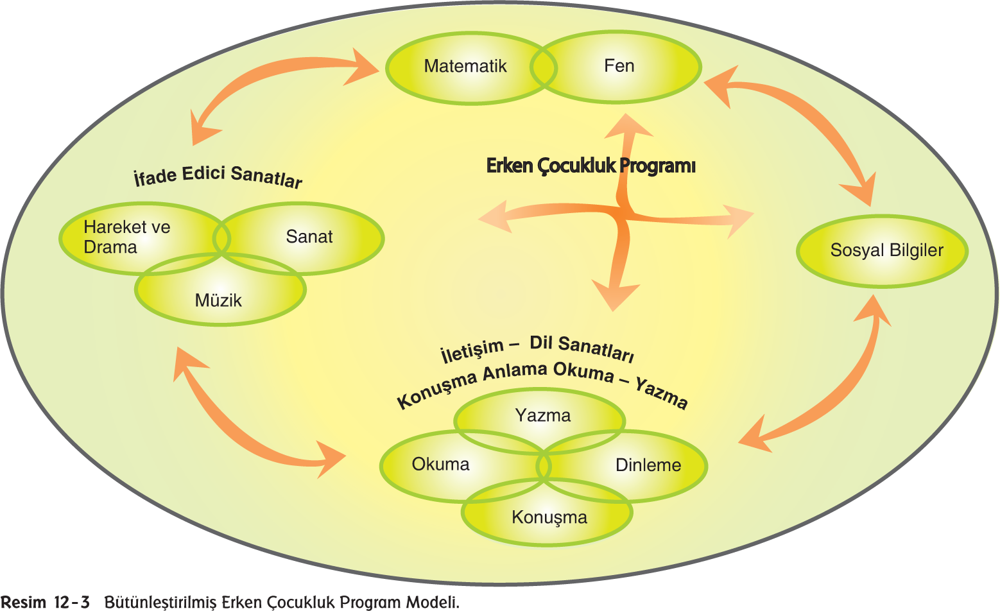 Matematik
Fen
Erken Çocukluk Programı
İfade Edici Sanatlar
Hareket ve
Drama
Sanat
Müzik
Sosyal Bilgiler
İletişim – Dil Sanatları
Konuşma Anlama Okuma – Yazma
Yazma
Okuma
Dinleme
Konuşma
Resim 12-3 Bütünleştirilmiş Erken Çocukluk Program Modeli.